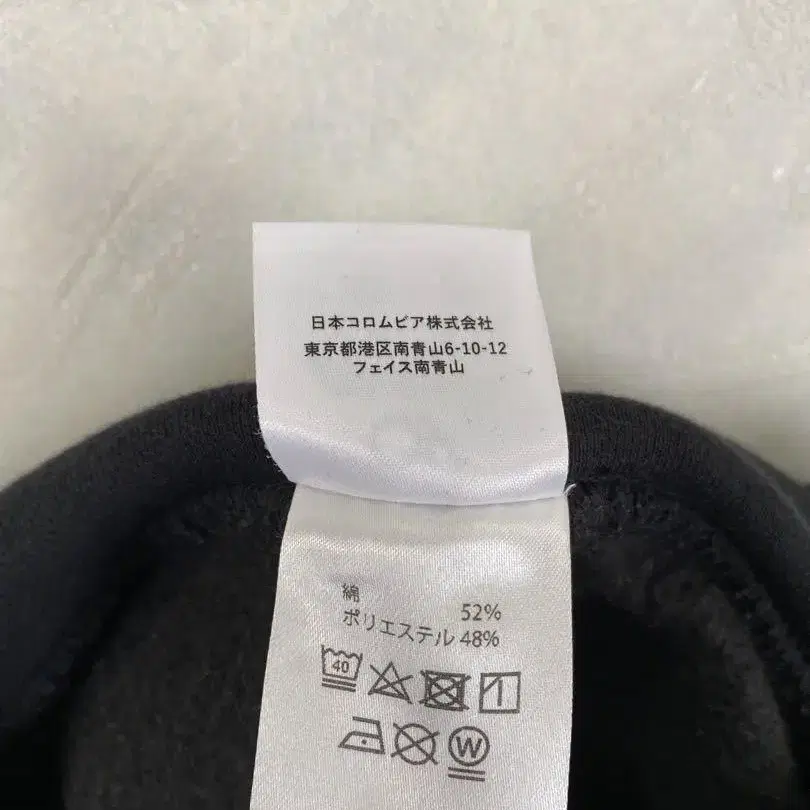 日本コロムビア株式会社
東京都港区南青山6-10-12
フェイス南青山
綿 52%
ポリエステル 48%
40
W